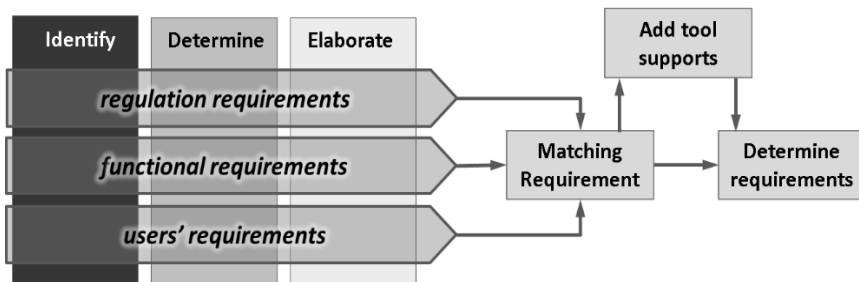 Identify
Determine
Elaborate
Add tool
supports
regulation requirements
functional requirements
users' requirements
Matching
Requirement
Determine
requirements